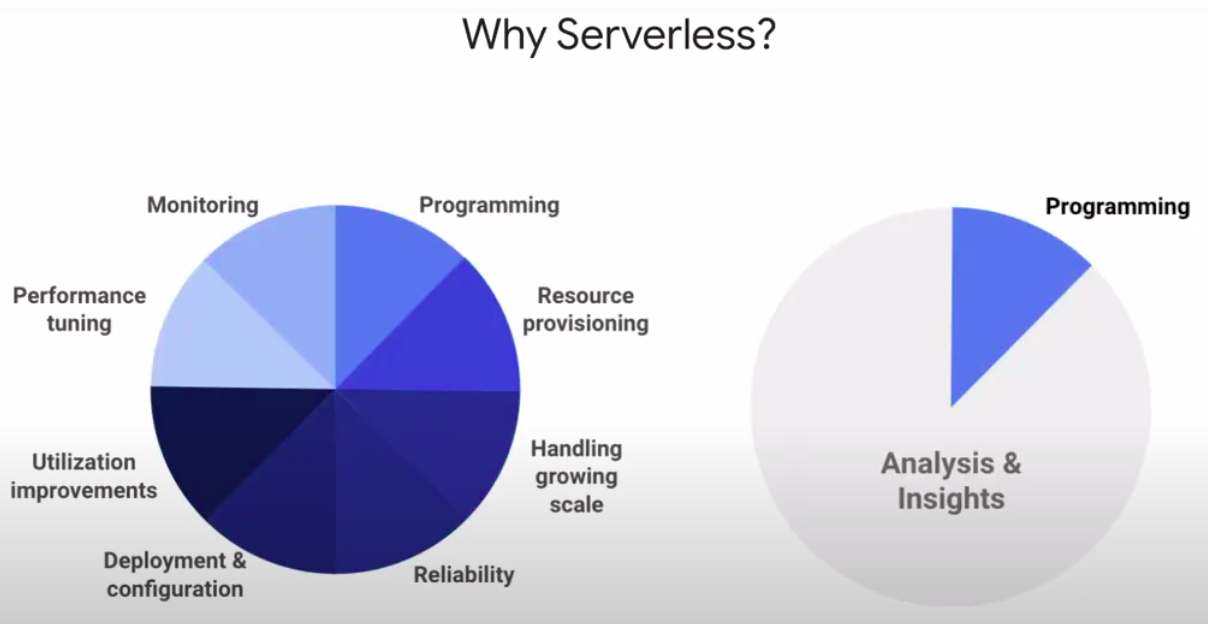 Why Serverless?
Monitoring
Programming
Performance
tuning
Resource
provisioning
Utilization
improvements
Handling
growing
scale
Deployment &
configuration
Reliability
Programming
Analysis &
Insights